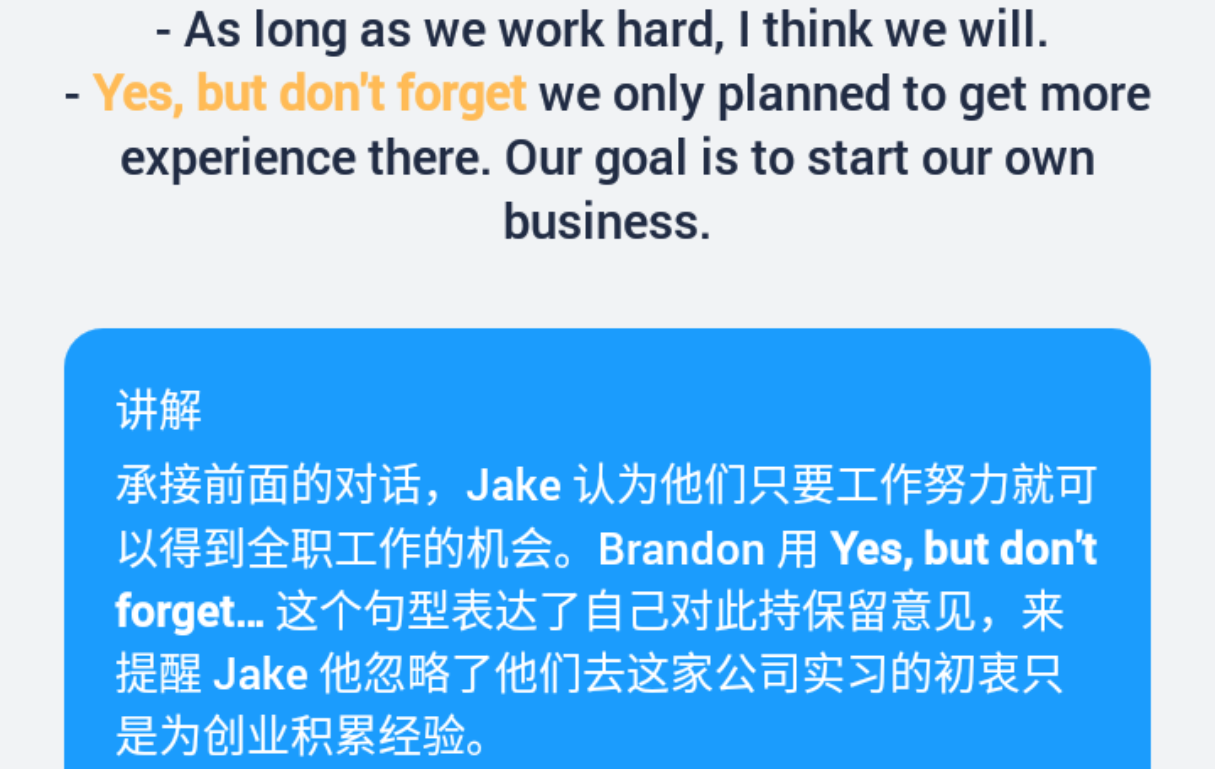 - As long as we work hard, I think we will.
- Yes, but don't forget we only planned to get more
experience there. Our goal is to start our own
business.
讲解
承接前面的对话，Jake 认为他们只要工作努力就可
以得到全职工作的机会。Brandon 用 Yes, but don't
forget... 这个句型表达了自己对此持保留意见，来
提醒 Jake 他忽略了他们去这家公司实习的初衷只
是为创业积累经验。